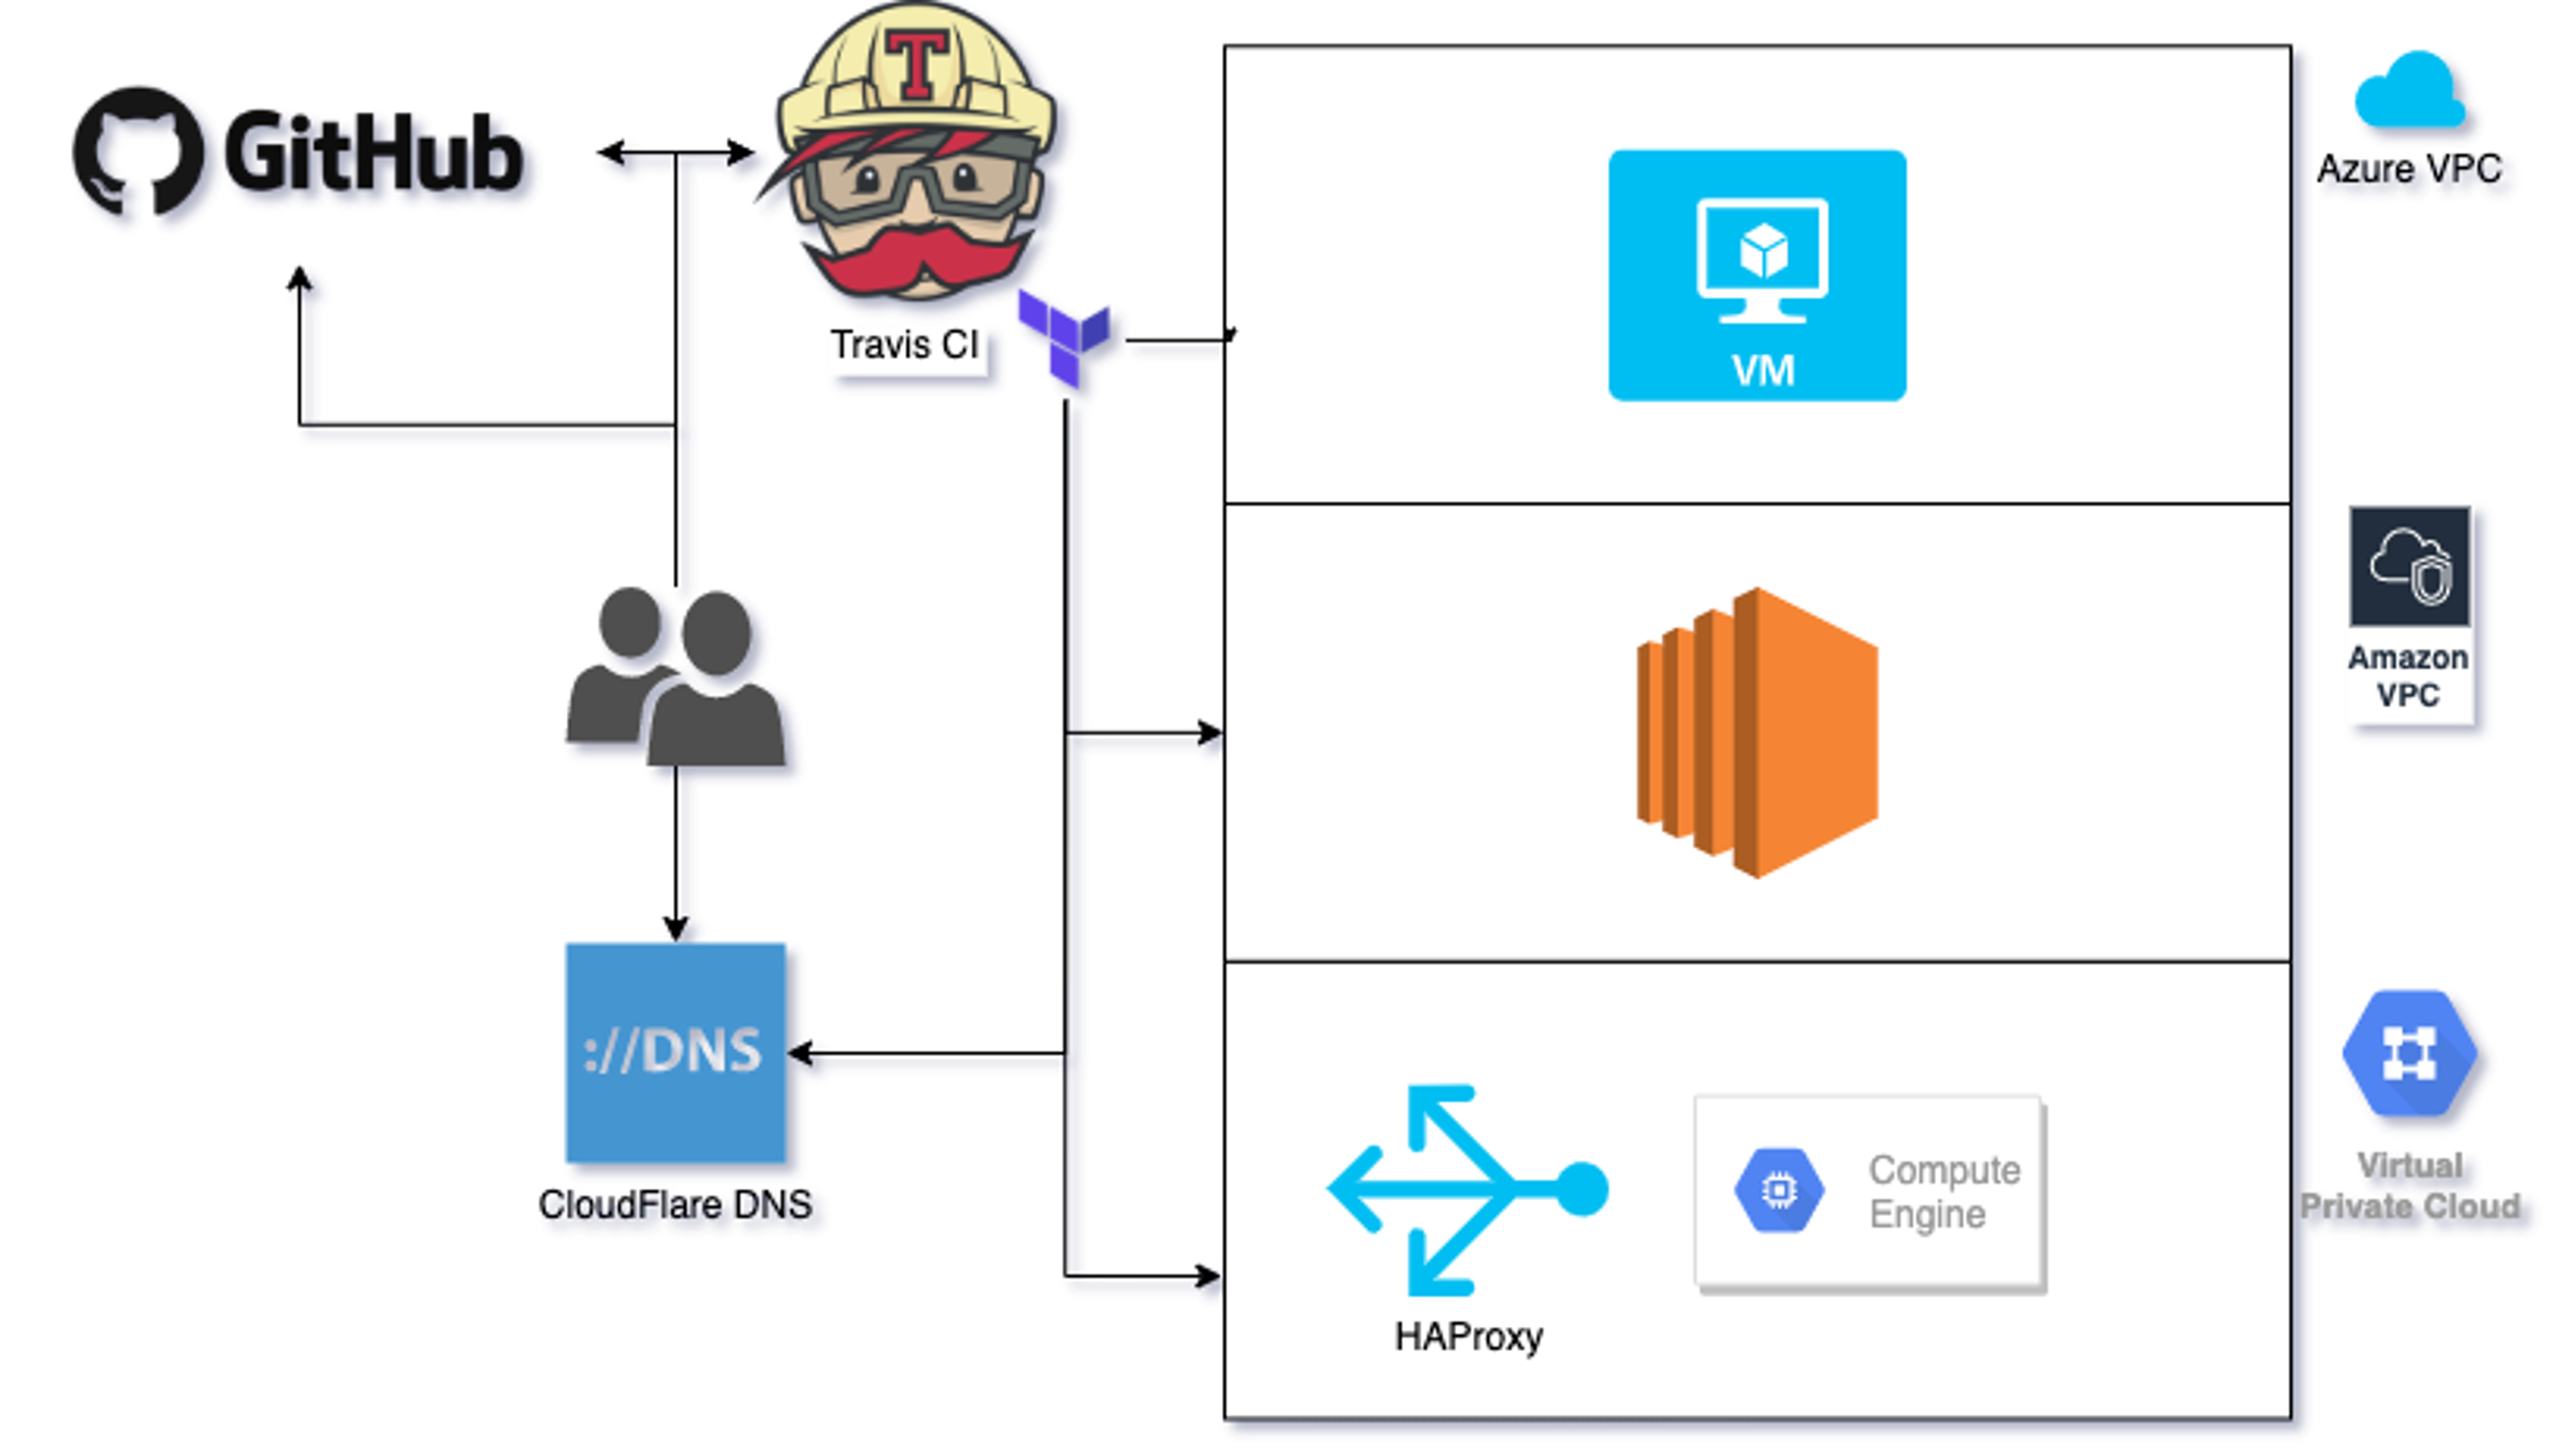 T
GitHub
Travis CI
VM
Azure VPC
Amazon
VPC
://DNS
CloudFlare DNS
HAProxy
Compute
Engine
Virtual
Private Cloud